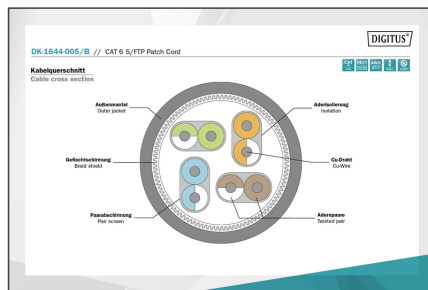 DIGITUS®
DK-1644-005/B // CAT 6 S/FTP Patch Cord
Kabelquerschnitt
Cable cross section
Außenmantel
Outer jacket
Aderisolierung
Isolation
Geflechtschirmung
Braid shield
Cu-Draht
Cu-Wire
Paarabschirmung
Pair screen
Adernpaare
Twisted pair